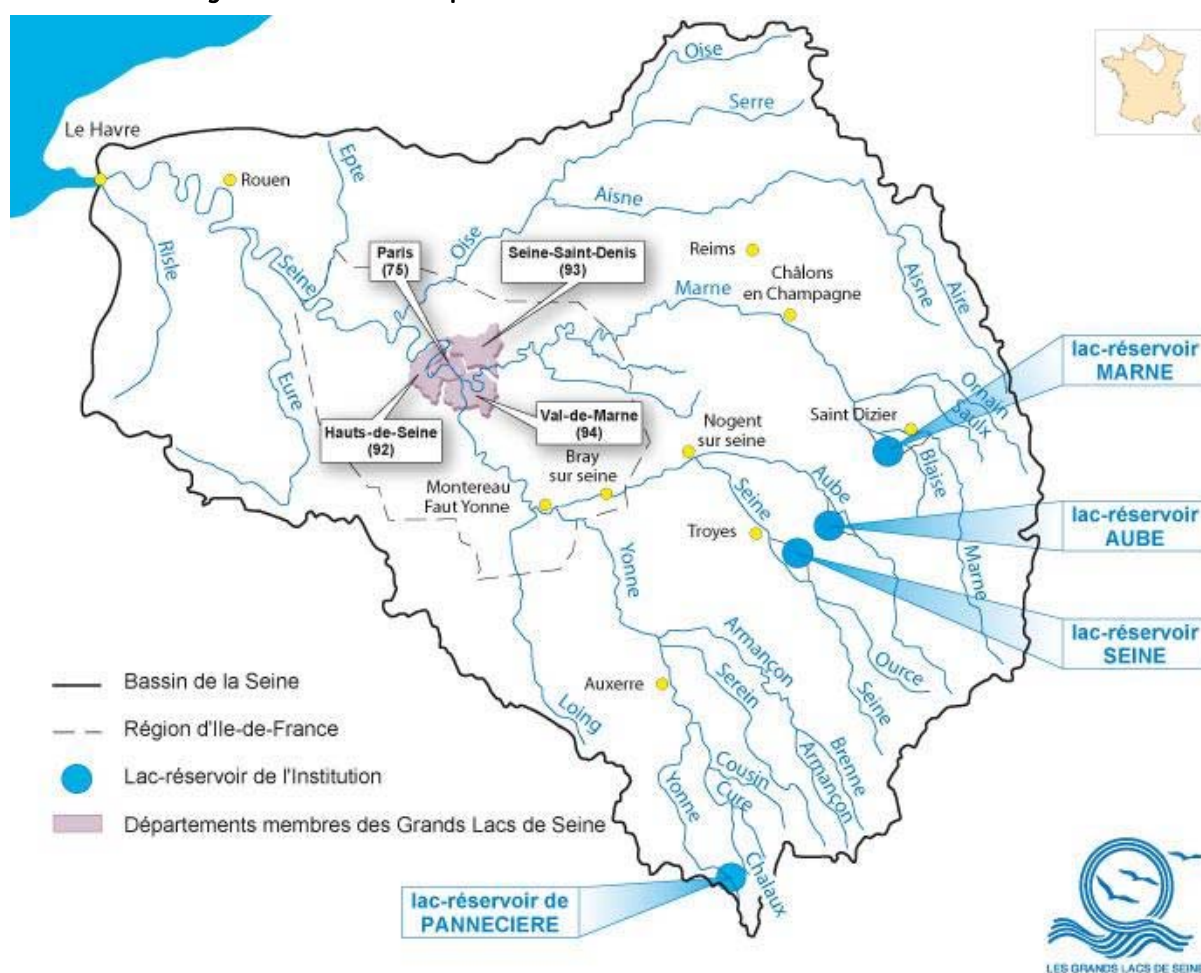 Oise
Serre
Le Havre
Epte
Rouen
Aisne
Oise
Risle
Paris
(75)
Seine-Saint-Denis
(93)
Reims
Seine
Marne
Châlons
en Champagne
Aisne
Aire
lac-réservoir
MARNE
Eure
Hauts-de-Seine
(92)
Val-de-Marne
(94)
Saint Dizier
Ornain
Saulx
Nogent
sur seine
Bray
sur seine
Blaise
Montereau
Faut Yonne
Seine
Aube
Troyes
lac-réservoir
AUBE
Yonne
Marne
lac-réservoir
SEINE
Armançon
Ource
Serein
Auxerre
Seine
Loing
Bassin de la Seine
Région d'Ile-de-France
Lac-réservoir de l'Institution
Départements membres des Grands Lacs de Seine
Brenne
Armançon
Cousin
Cure
Yonne
Chalaux
lac-réservoir de
PANNECIERE
LES GRANDS LACS DE SEINE